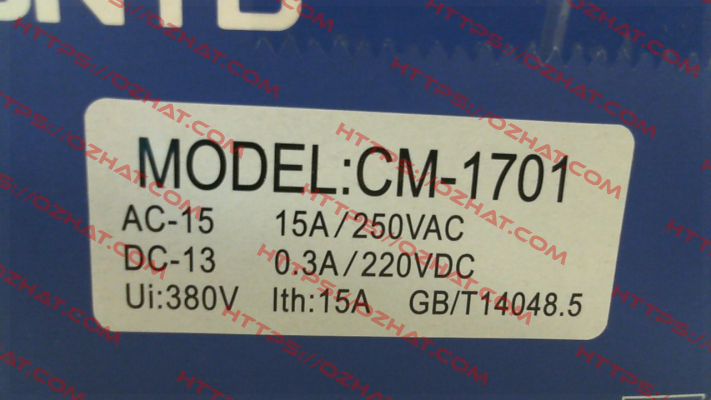 CNTD
MODEL:CM-1701
AC-15 15A/250VAC
DC-13 0.3A/220VDC
Ui:380V Ith:15A GB/T14048.5
HTTPS://OZHAT.COM